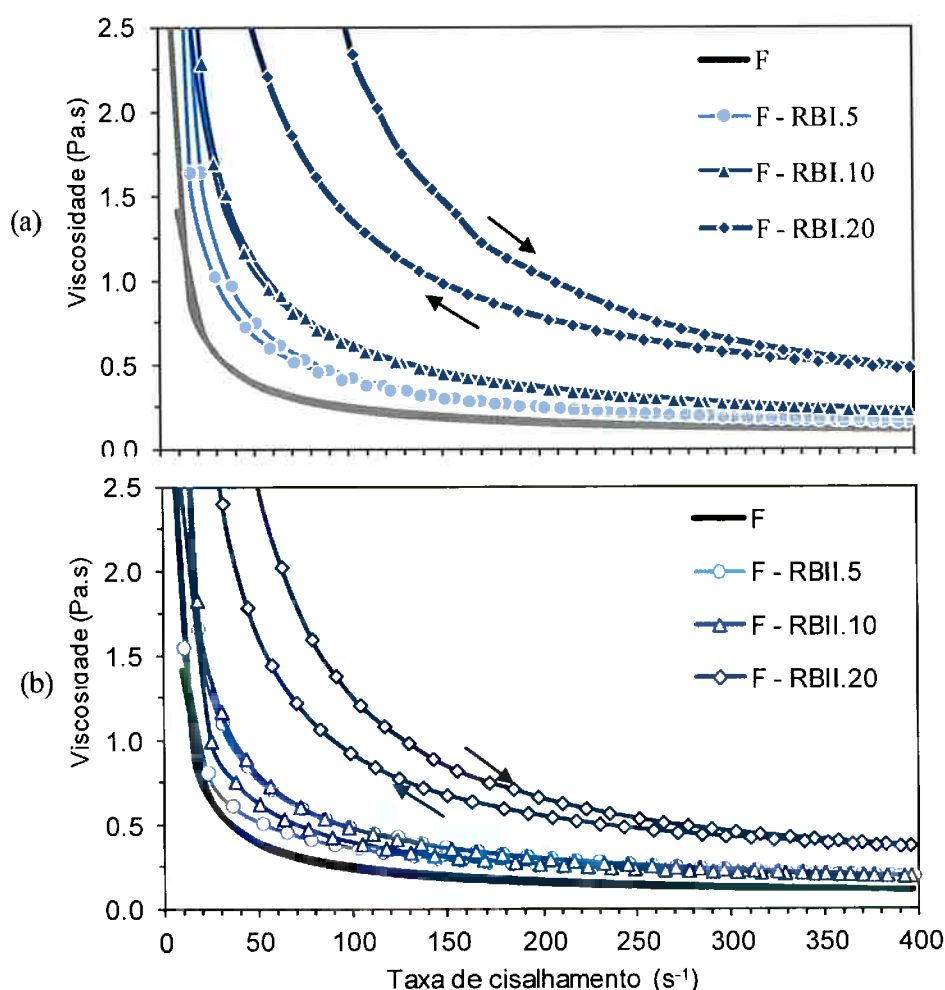 (a)
Viscosidade (Pa.s)
2.5
2.0
1.5
1.0
0.5
0.0
F
F - RBI.5
F - RBI.10
F - RBI.20
(b)
Viscosidade (Pa.s)
2.5
2.0
1.5
1.0
0.5
0.0
F
F - RBII.5
F - RBII.10
F - RBII.20
0 50 100 150 200 250 300 350 400
Taxa de cisalhamento (s⁻¹)